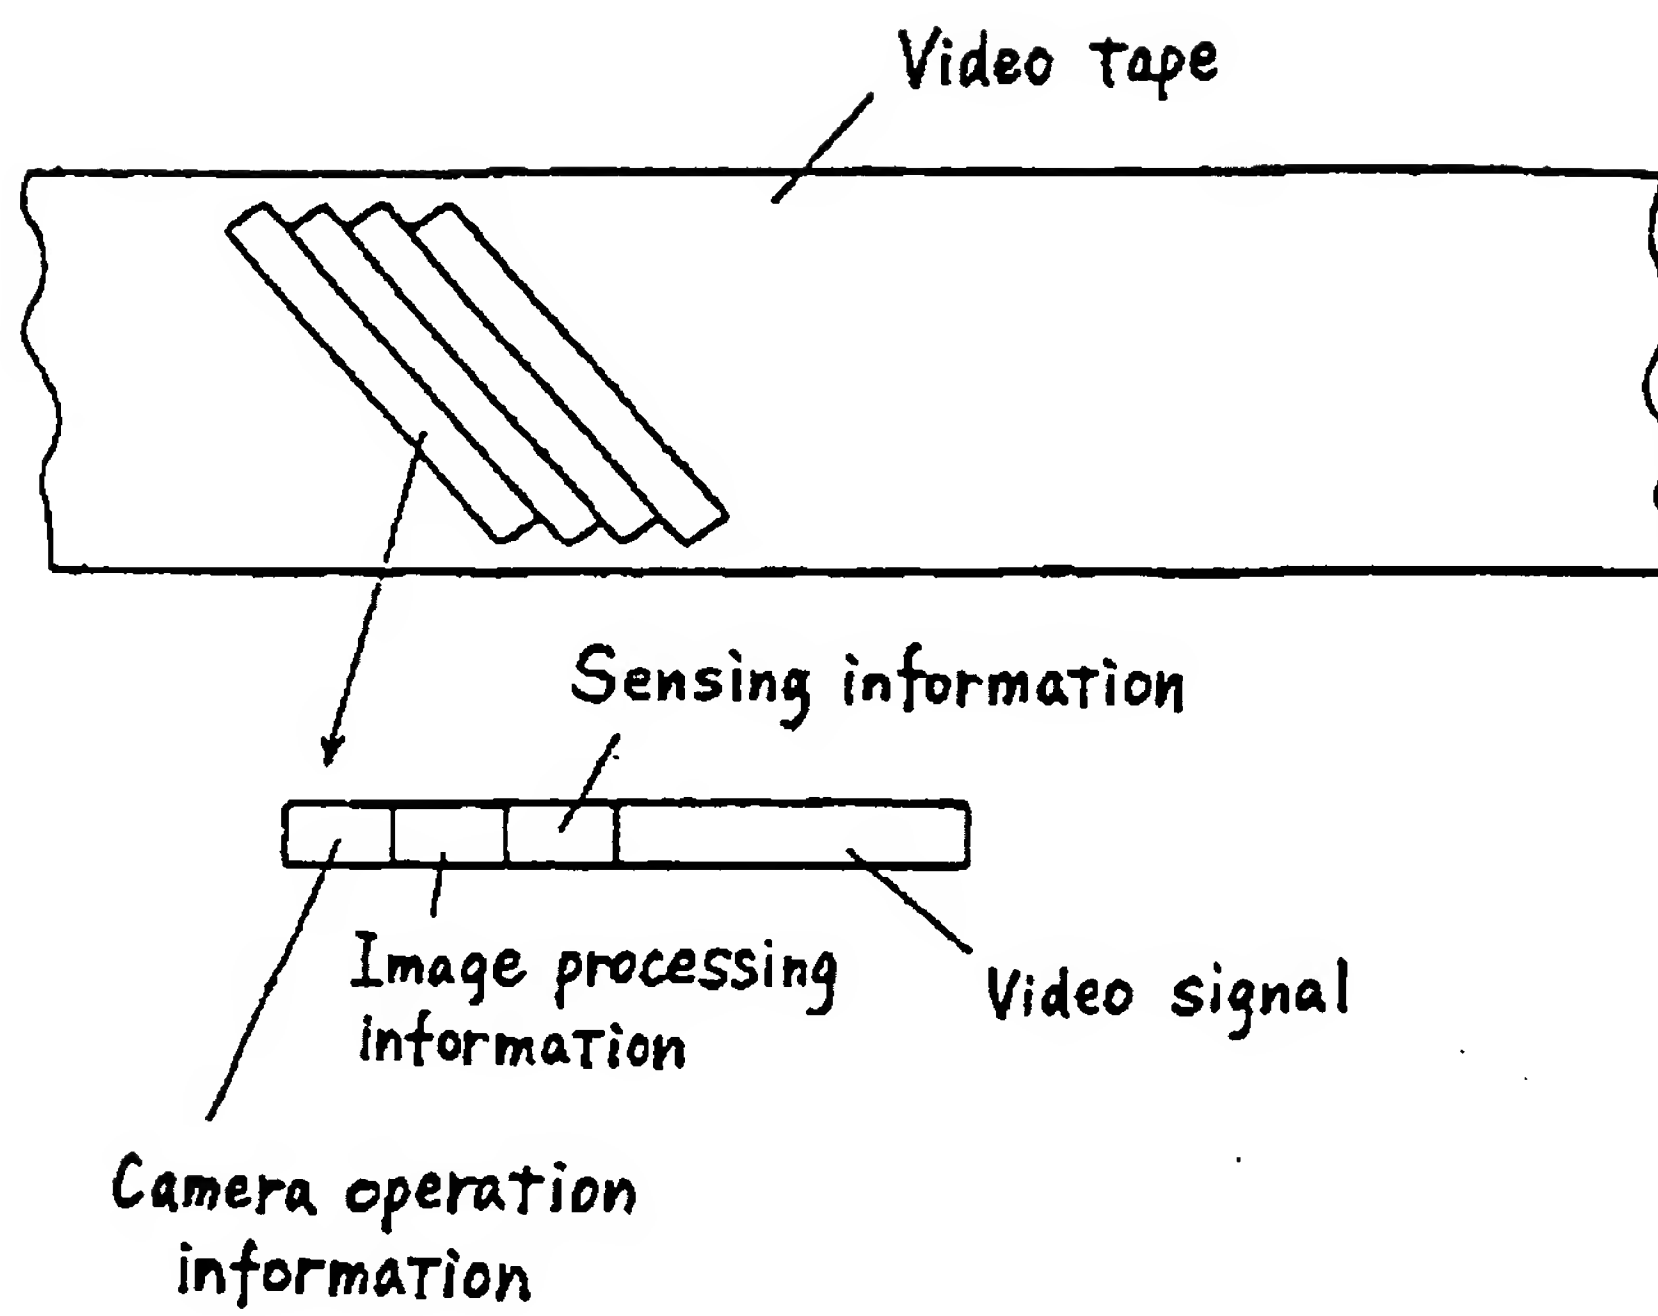 Video tape
Sensing information
Image processing
information
Video signal
Camera operation
information